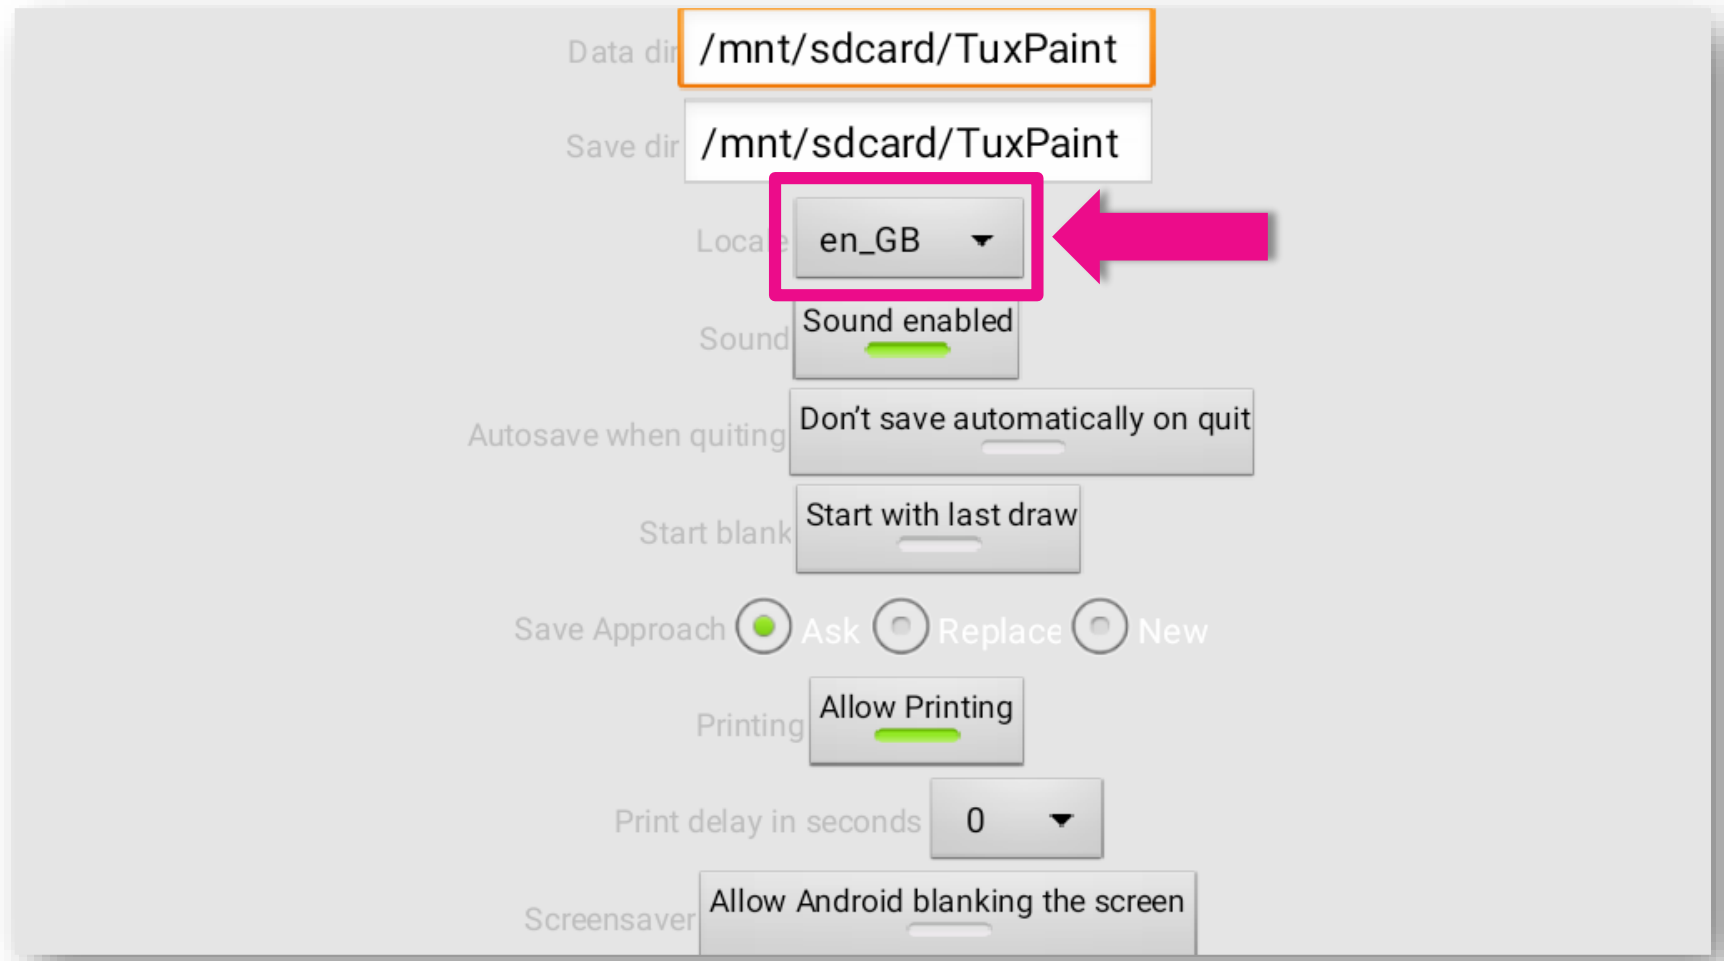 Data dir /mnt/sdcard/TuxPaint
Save dir /mnt/sdcard/TuxPaint
Locale en_GB
Sound Sound enabled
Autosave when quiting Don't save automatically on quit
Start blank Start with last draw
Save Approach Ask Replace New
Printing Allow Printing
Print delay in seconds 0
Screensaver Allow Android blanking the screen